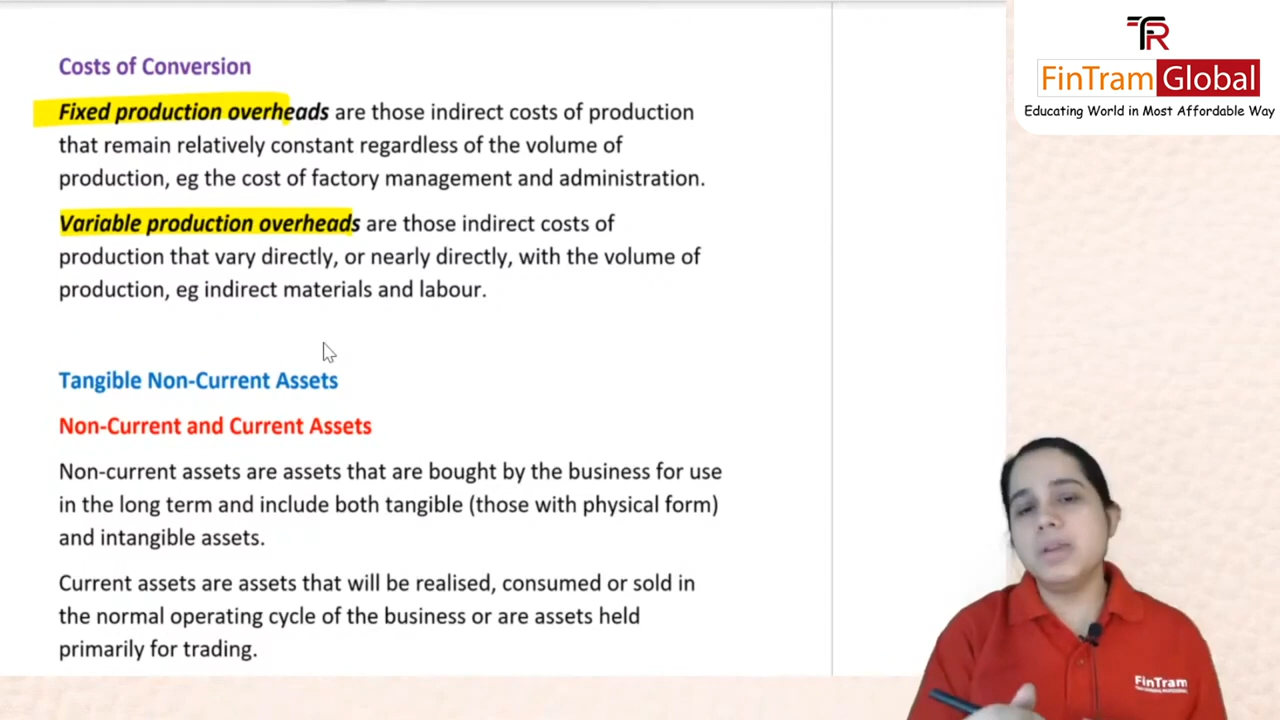 Costs of Conversion
Fixed production overheads are those indirect costs of production
that remain relatively constant regardless of the volume of
production, eg the cost of factory management and administration.
Variable production overheads are those indirect costs of
production that vary directly, or nearly directly, with the volume of
production, eg indirect materials and labour.
Tangible Non-Current Assets
Non-Current and Current Assets
Non-current assets are assets that are bought by the business for use
in the long term and include both tangible (those with physical form)
and intangible assets.
Current assets are assets that will be realised, consumed or sold in
the normal operating cycle of the business or are assets held
primarily for trading.
FinTram Global
Educating World in Most Affordable Way
FinTram